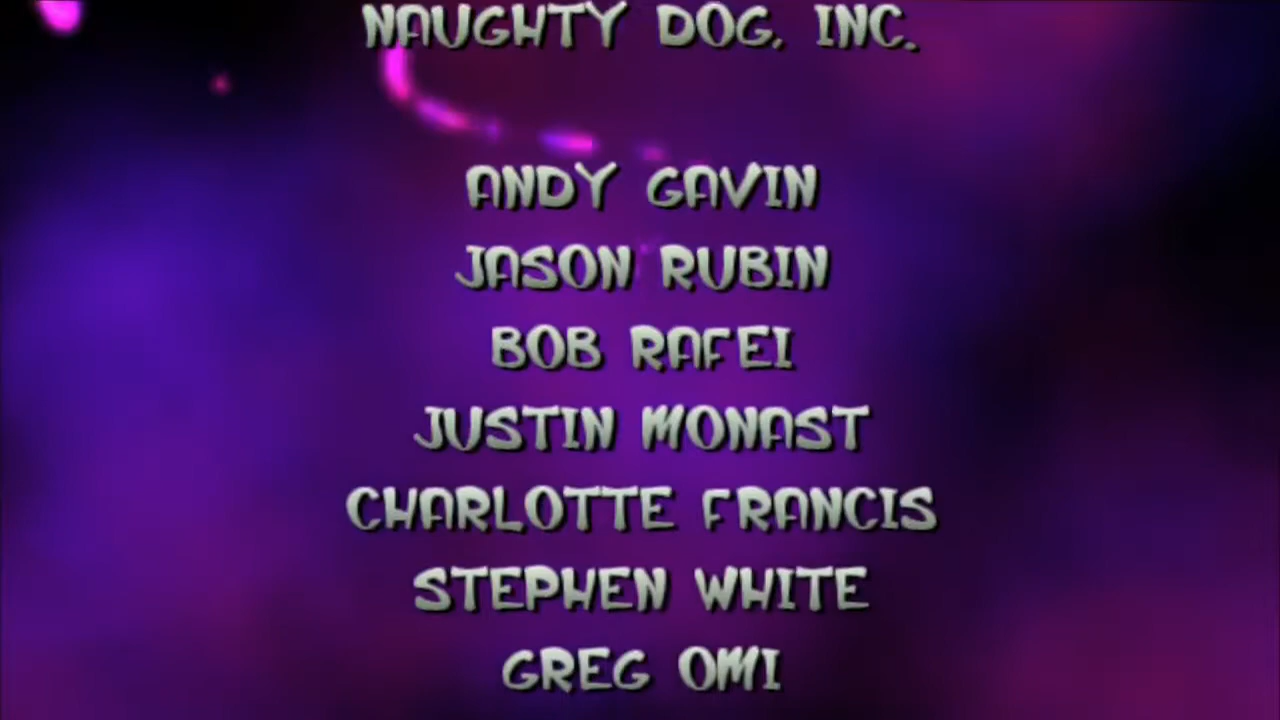 NAUGHTY DOG, INC.
ANDY GAVIN
JASON RUBIN
BOB RAFEI
JUSTIN MONAST
CHARLOTTE FRANCIS
STEPHEN WHITE
GREG OMI